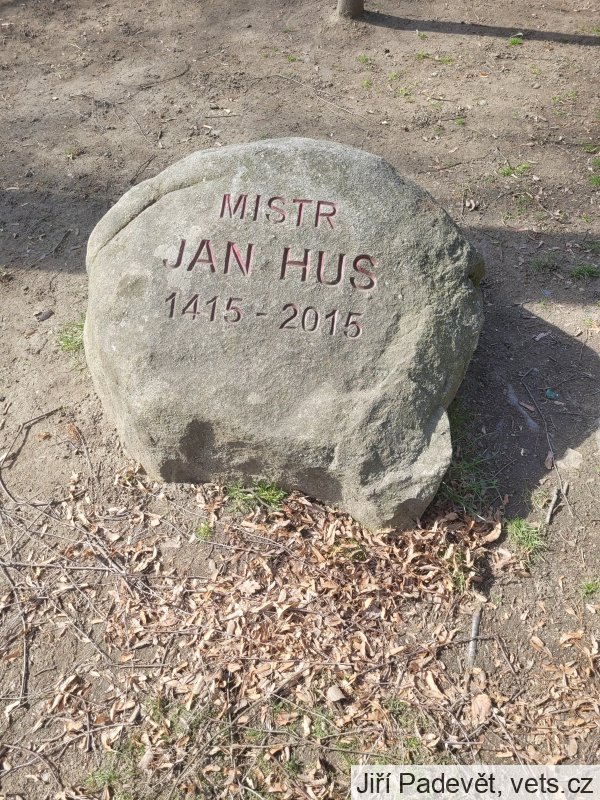 MISTR
JAN HUS
1415 - 2015
Jiří Padevět, vets.cz